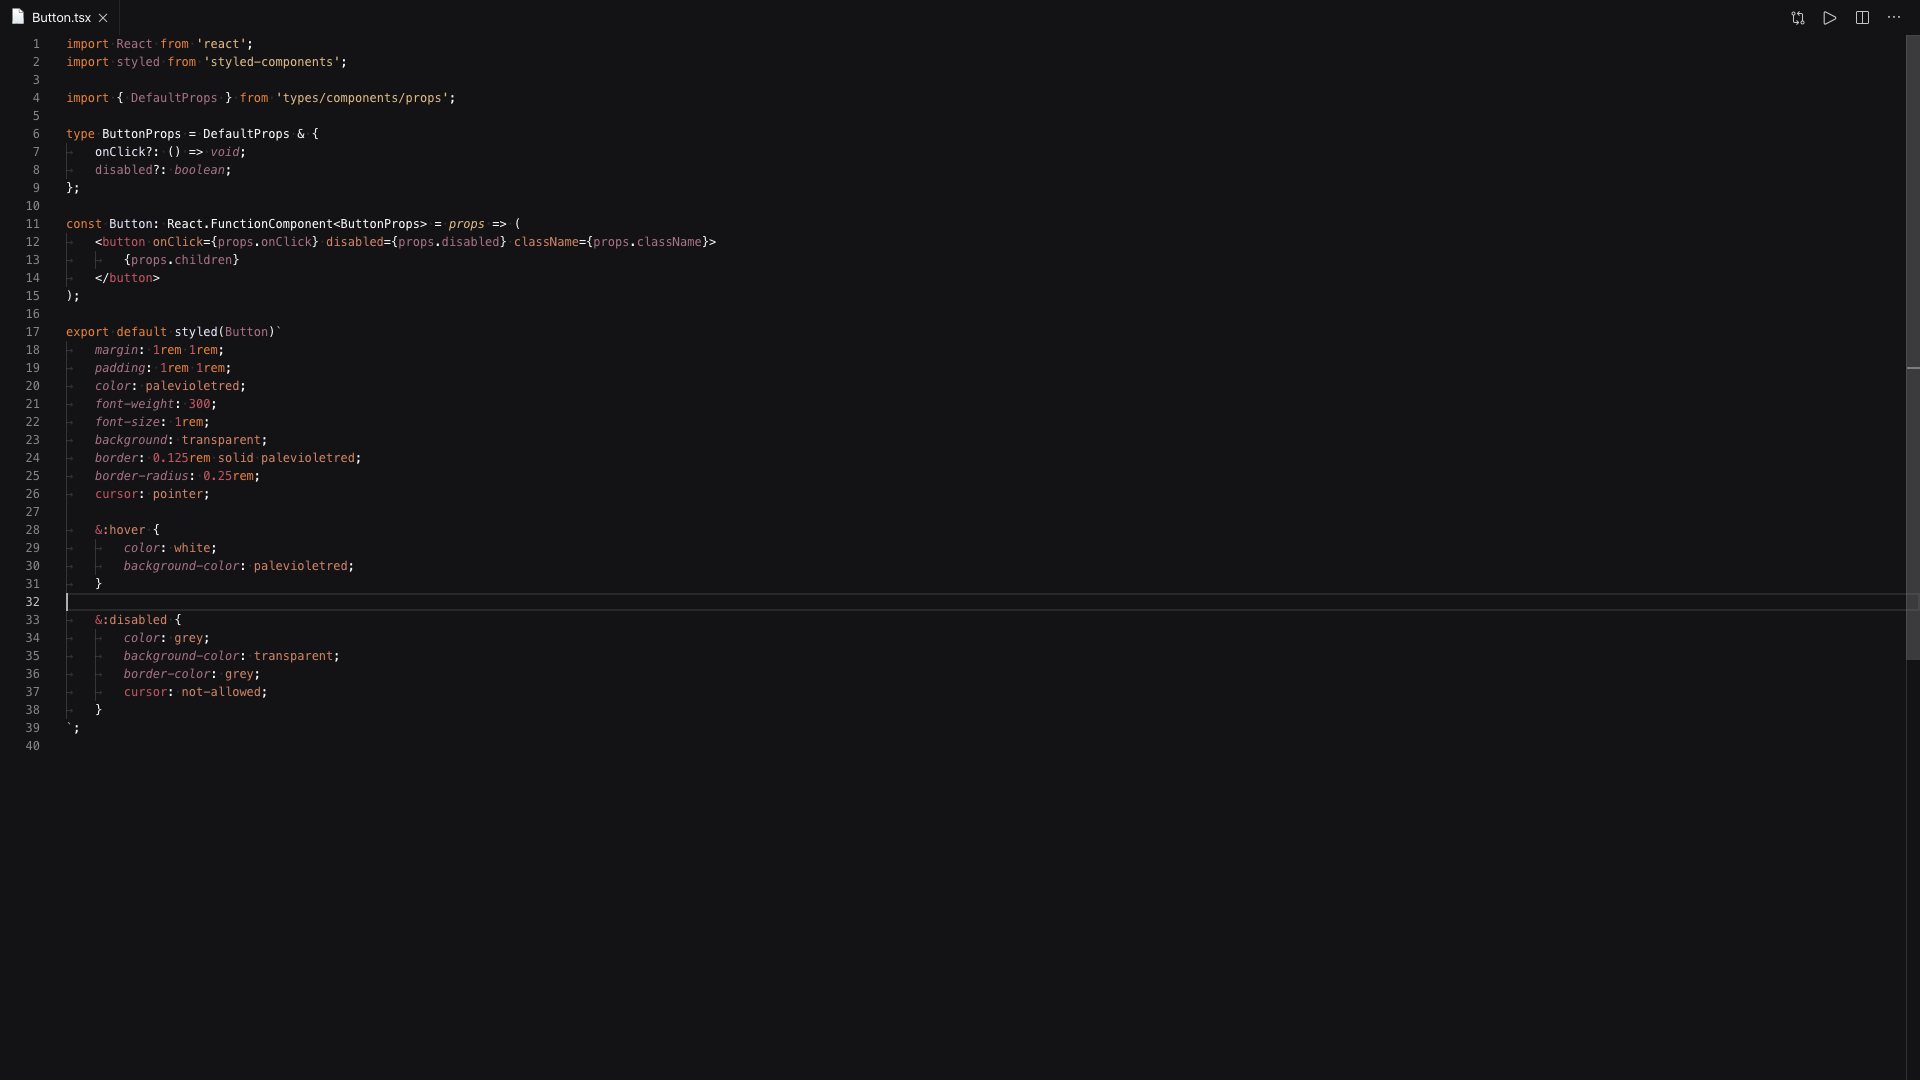 Button.tsx
1 import React from 'react';
2 import styled from 'styled-components';
3
4 import { DefaultProps } from 'types/components/props';
5
6 type ButtonProps = DefaultProps & {
7 onClick?: () => void;
8 disabled?: boolean;
9 };
10
11 const Button: React.FunctionComponent<ButtonProps> = props => (
12 <button onClick={props.onClick} disabled={props.disabled} className={props.className}>
13 {props.children}
14 </button>
15 );
16
17 export default styled(Button)`
18 margin: 1rem 1rem;
19 padding: 1rem 1rem;
20 color: palevioletred;
21 font-weight: 300;
22 font-size: 1rem;
23 background: transparent;
24 border: 0.125rem solid palevioletred;
25 border-radius: 0.25rem;
26 cursor: pointer;
27
28 &:hover {
29 color: white;
30 background-color: palevioletred;
31 }
32
33 &:disabled {
34 color: grey;
35 background-color: transparent;
36 border-color: grey;
37 cursor: not-allowed;
38 }
39 `;
40